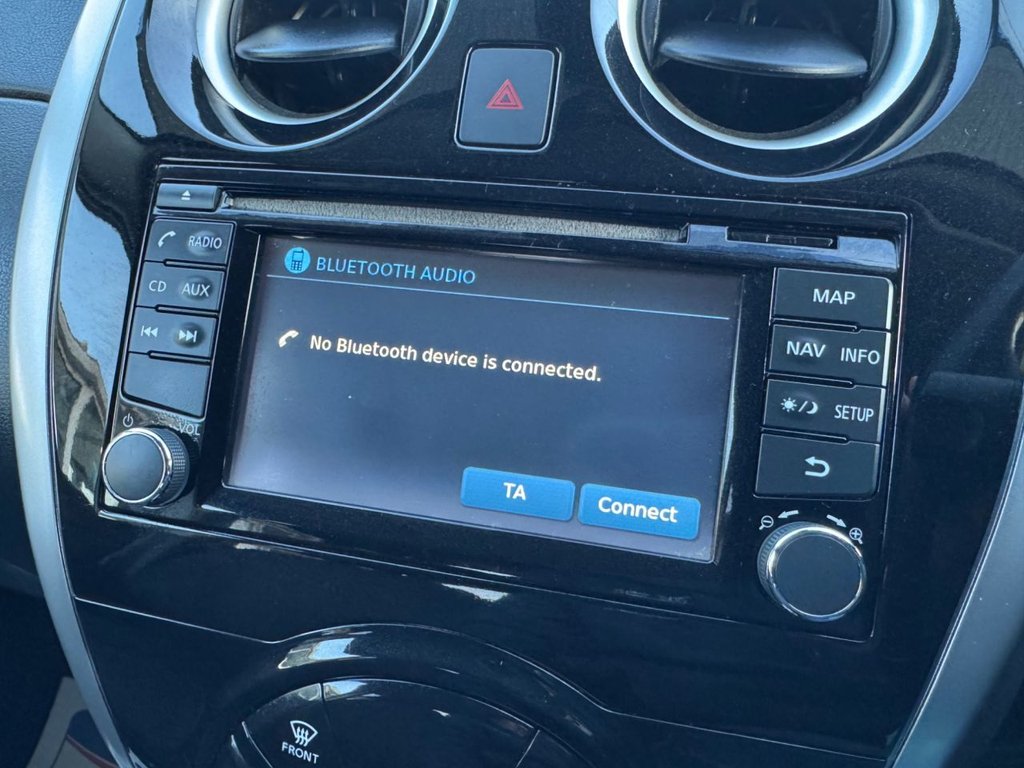 RADIO
CD AUX
VOL
BLUETOOTH AUDIO
No Bluetooth device is connected.
TA
Connect
MAP
NAV INFO
SETUP
FRONT